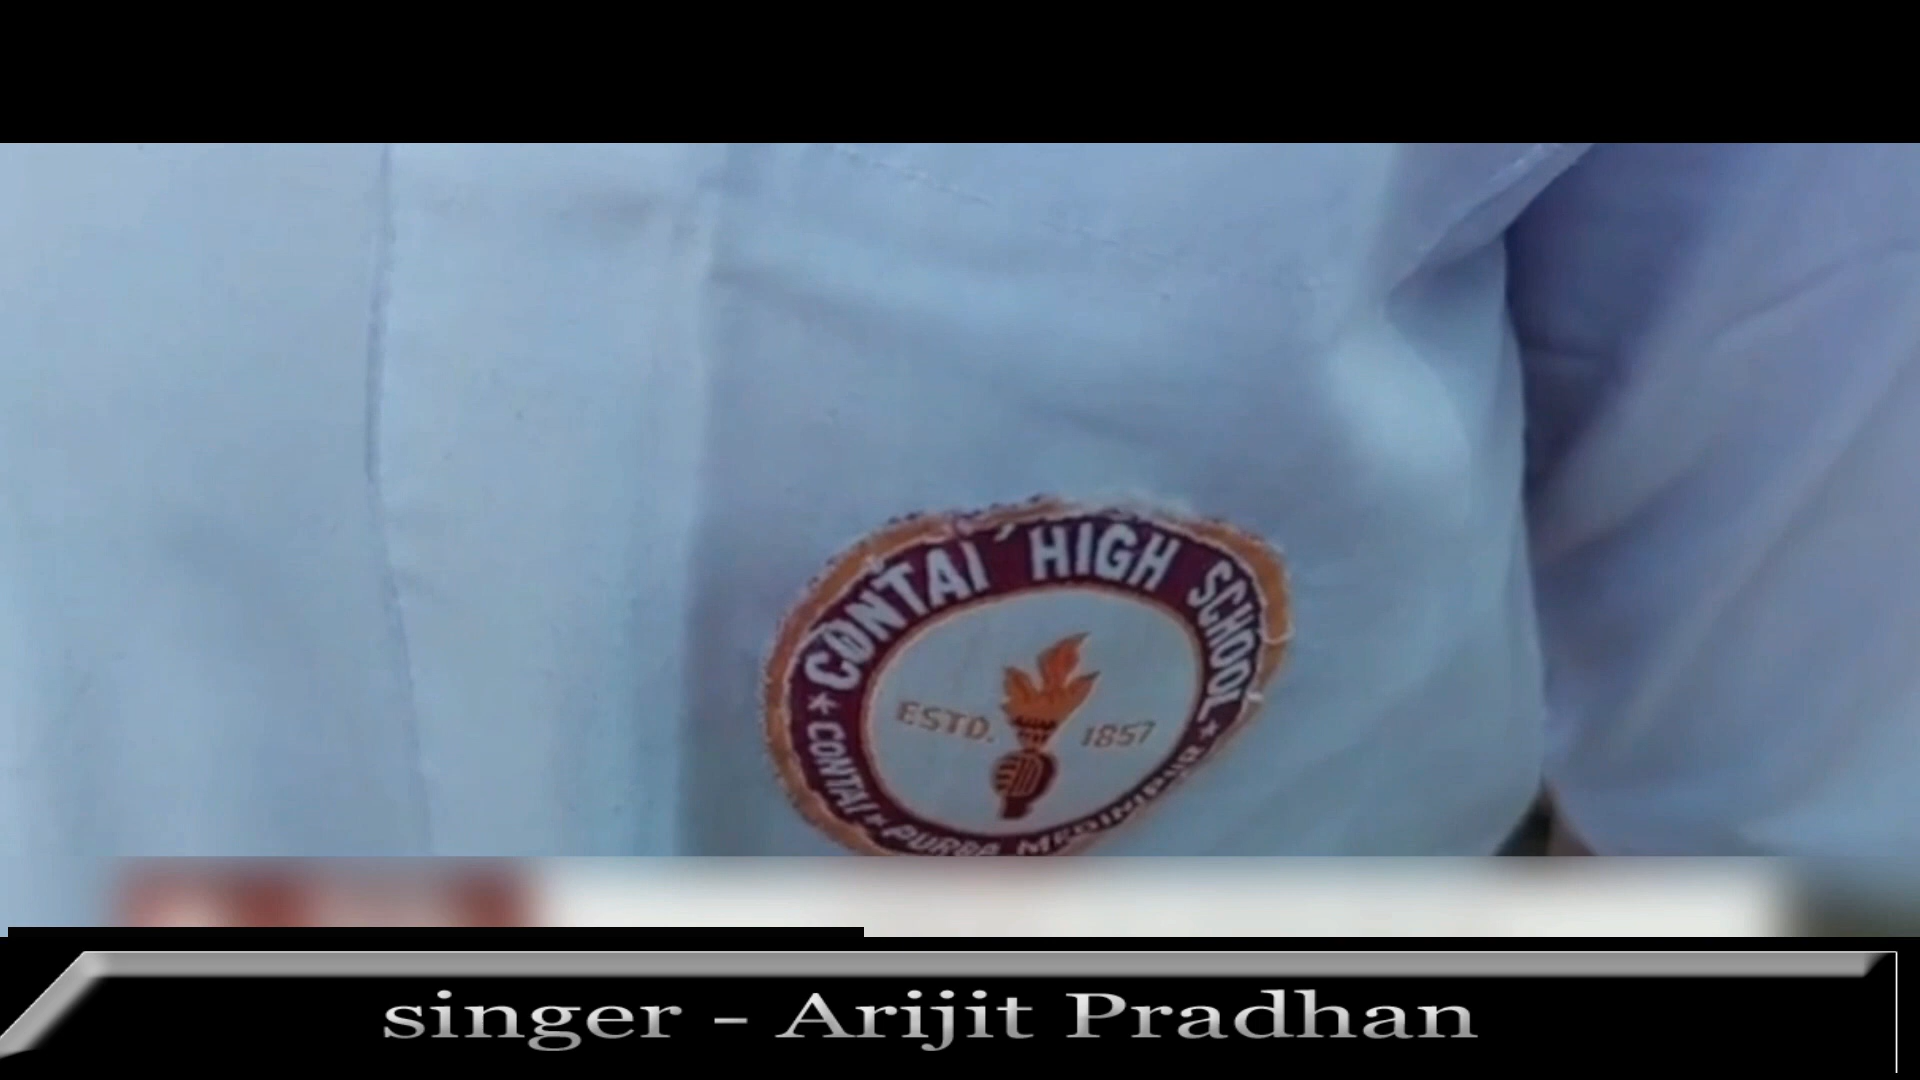 CONTAI HIGH SCHOOL
ESTD. 1857
CONTAI * PURBA MEDINIPUR
singer - Arijit Pradhan